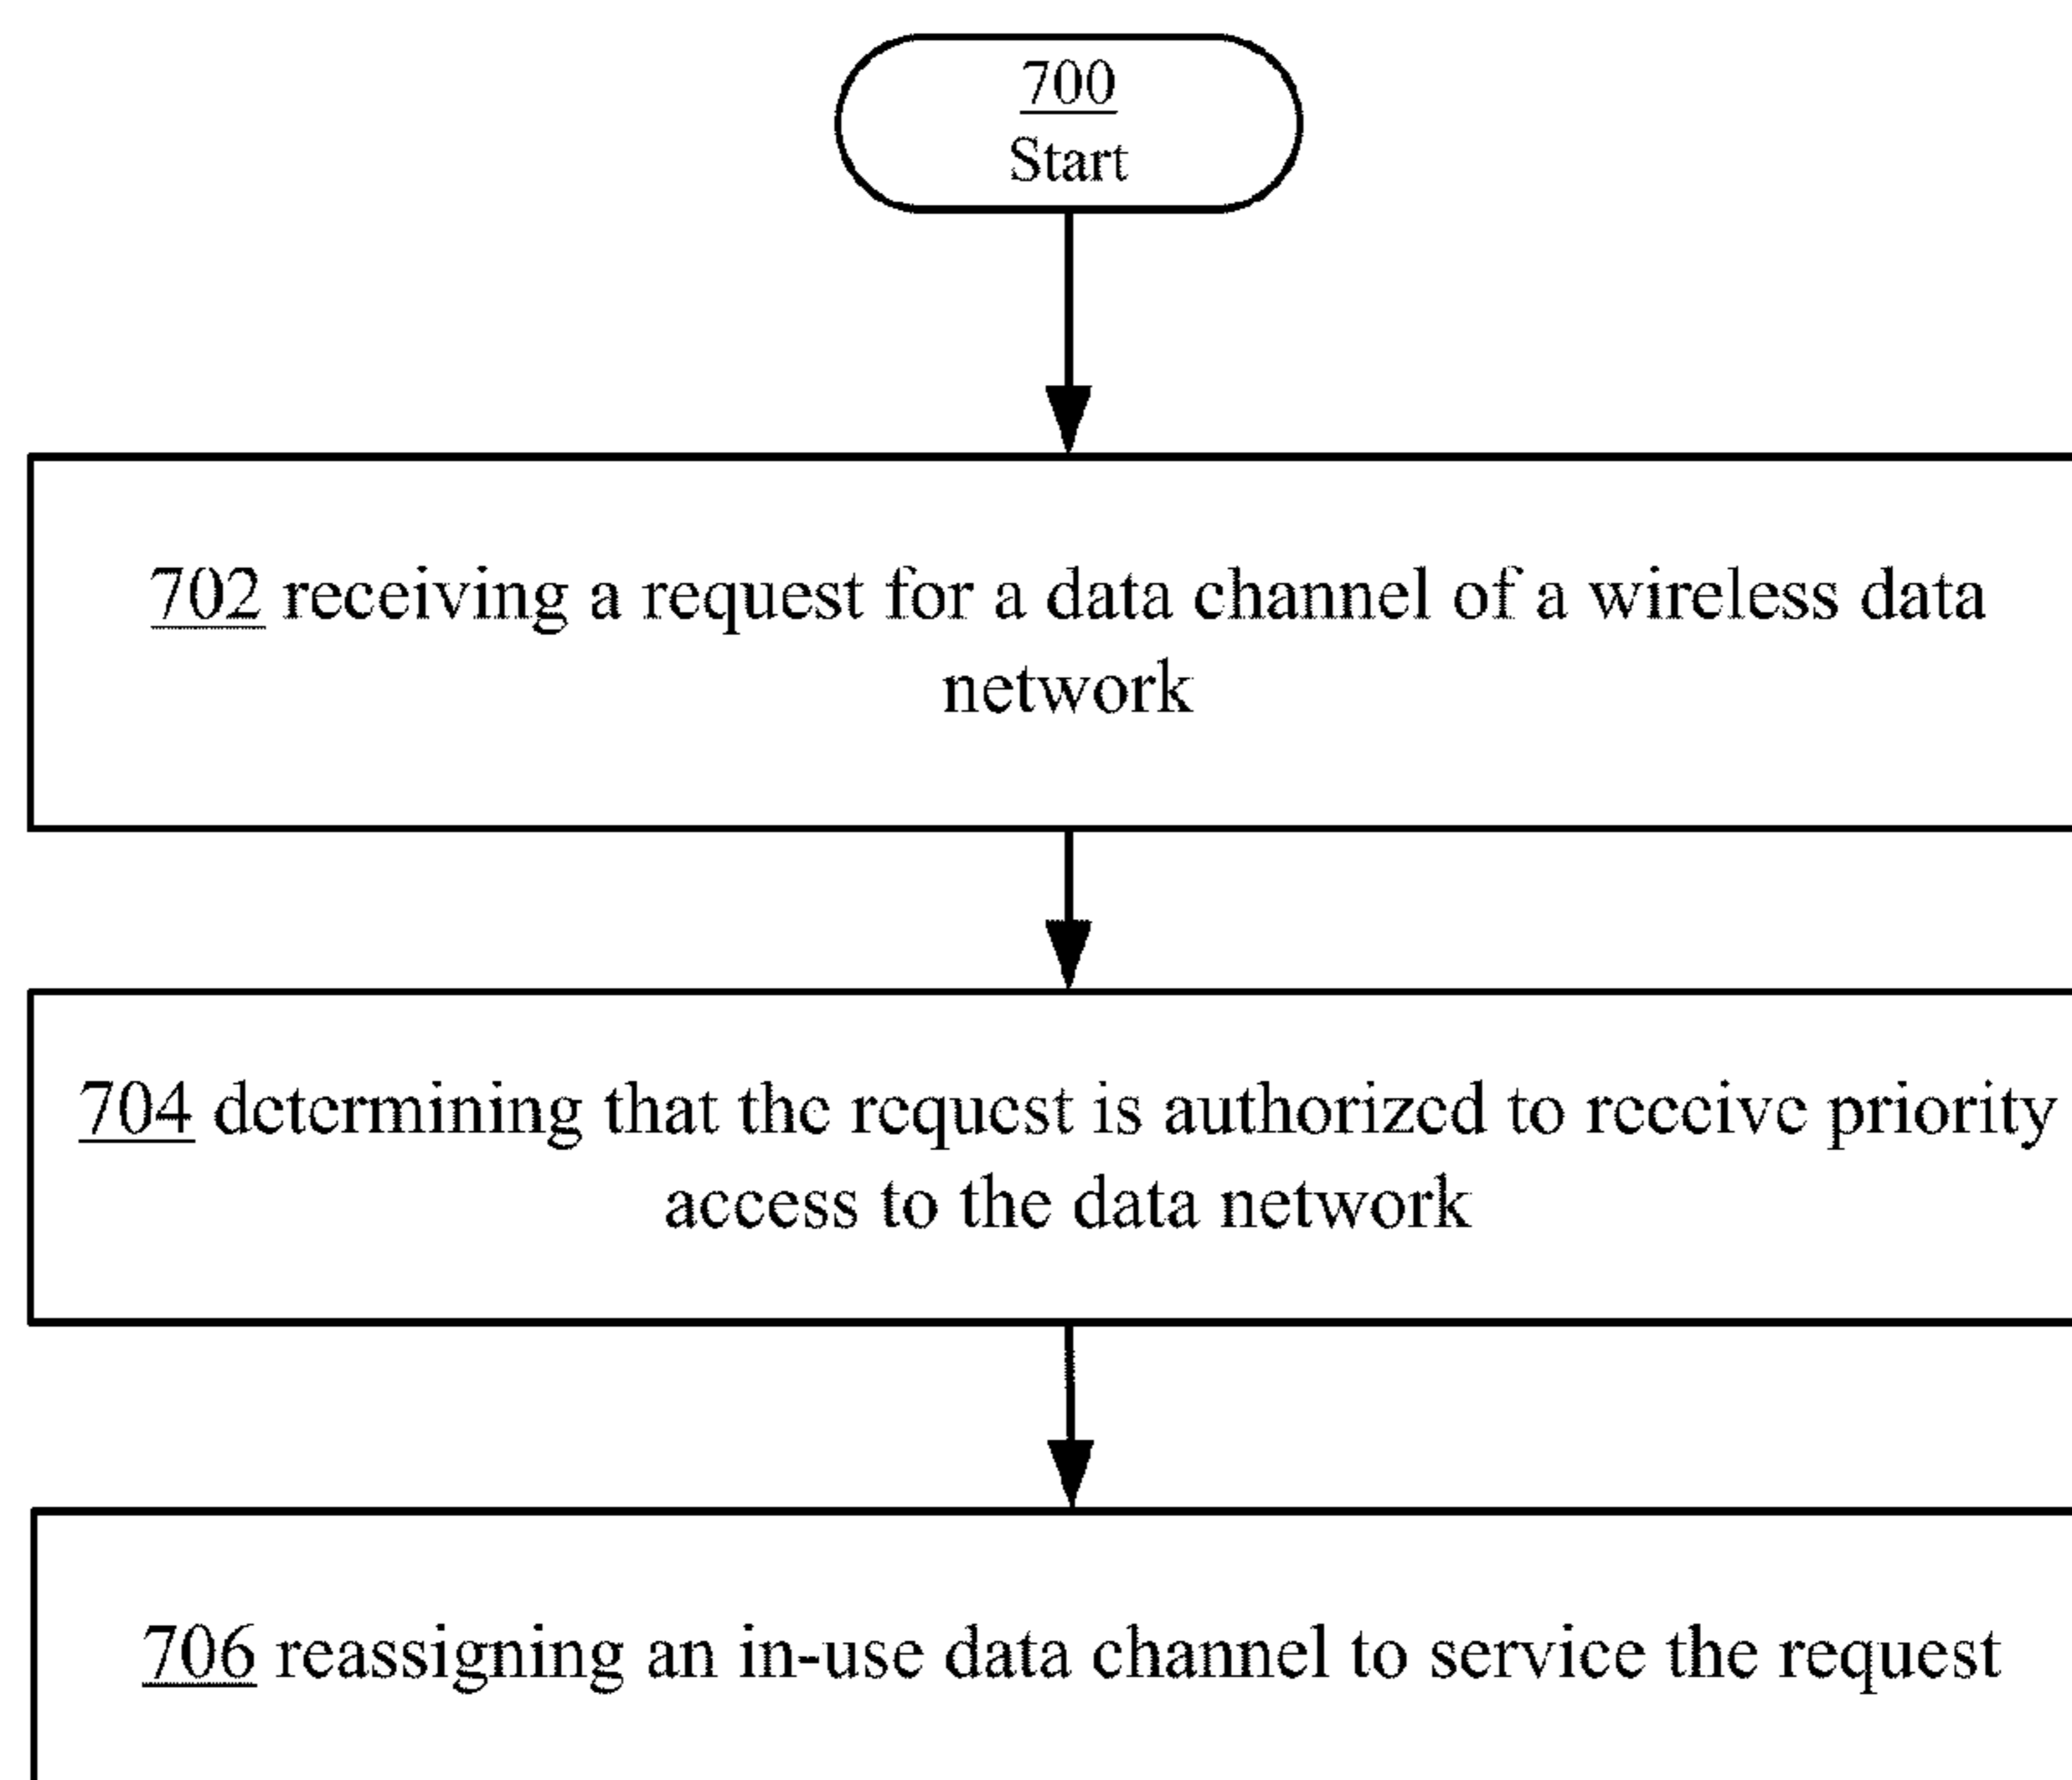 700
Start
702 receiving a request for a data channel of a wireless data
network
704 determining that the request is authorized to receive priority
access to the data network
706 reassigning an in-use data channel to service the request